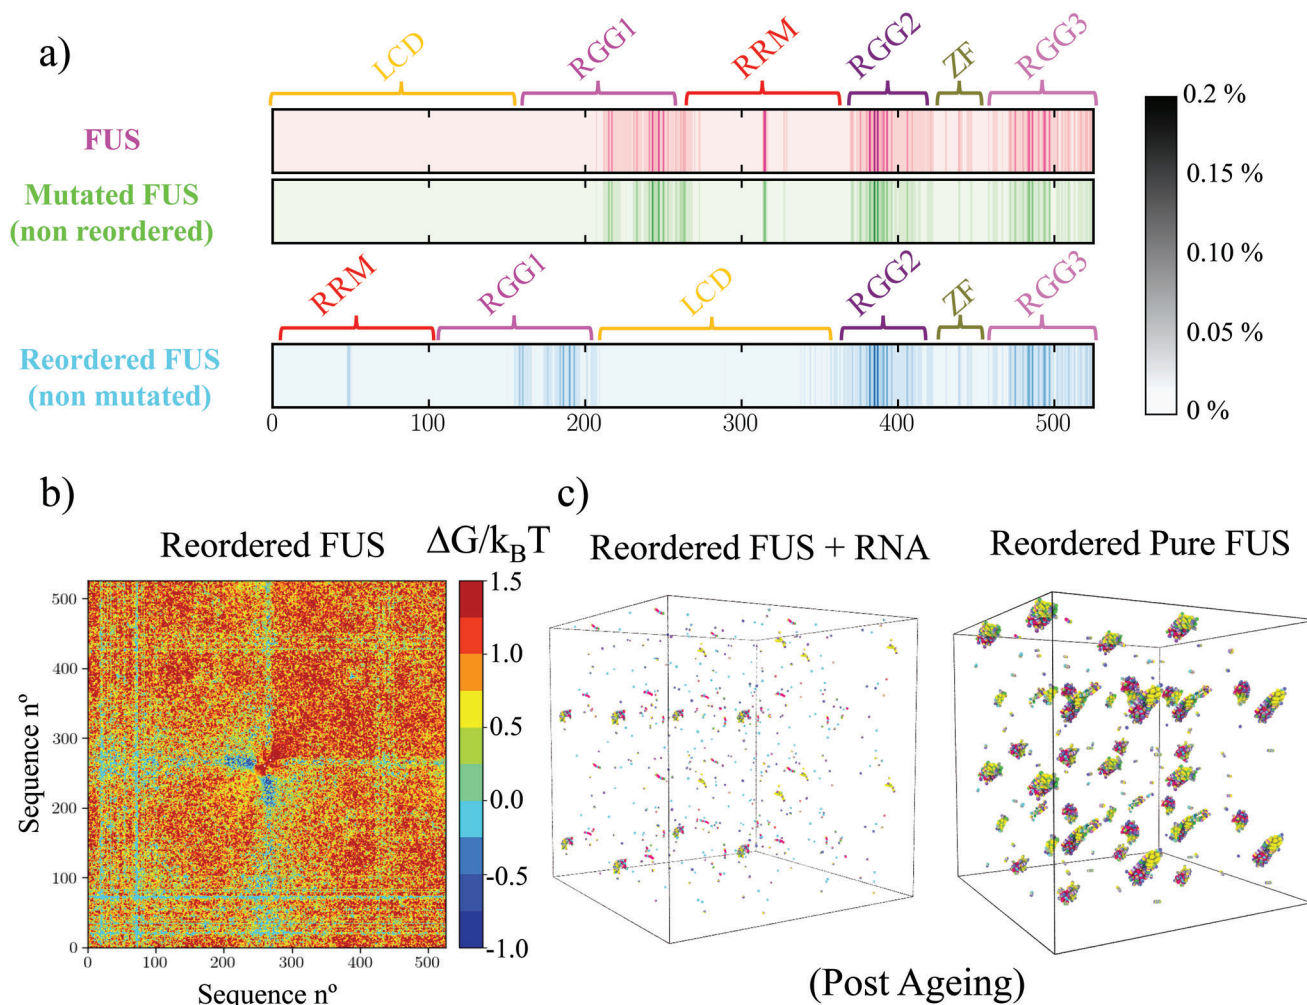 a)
LCD
RGG1
RRM
RGG2
ZF
RGG3
FUS
Mutated FUS
(non reordered)
0.2 %
0.15 %
0.10 %
0.05 %
0 %
RRM
RGG1
LCD
RGG2
ZF
RGG3
Reordered FUS
(non mutated)
0
100
200
300
400
500
b)
Reordered FUS
ΔG/k_BT
1.5
1.0
0.5
0.0
-0.5
-1.0
Sequence nº
500
400
300
200
100
0
0
100
200
300
400
500
Sequence nº
c)
Reordered FUS + RNA
Reordered Pure FUS
(Post Ageing)